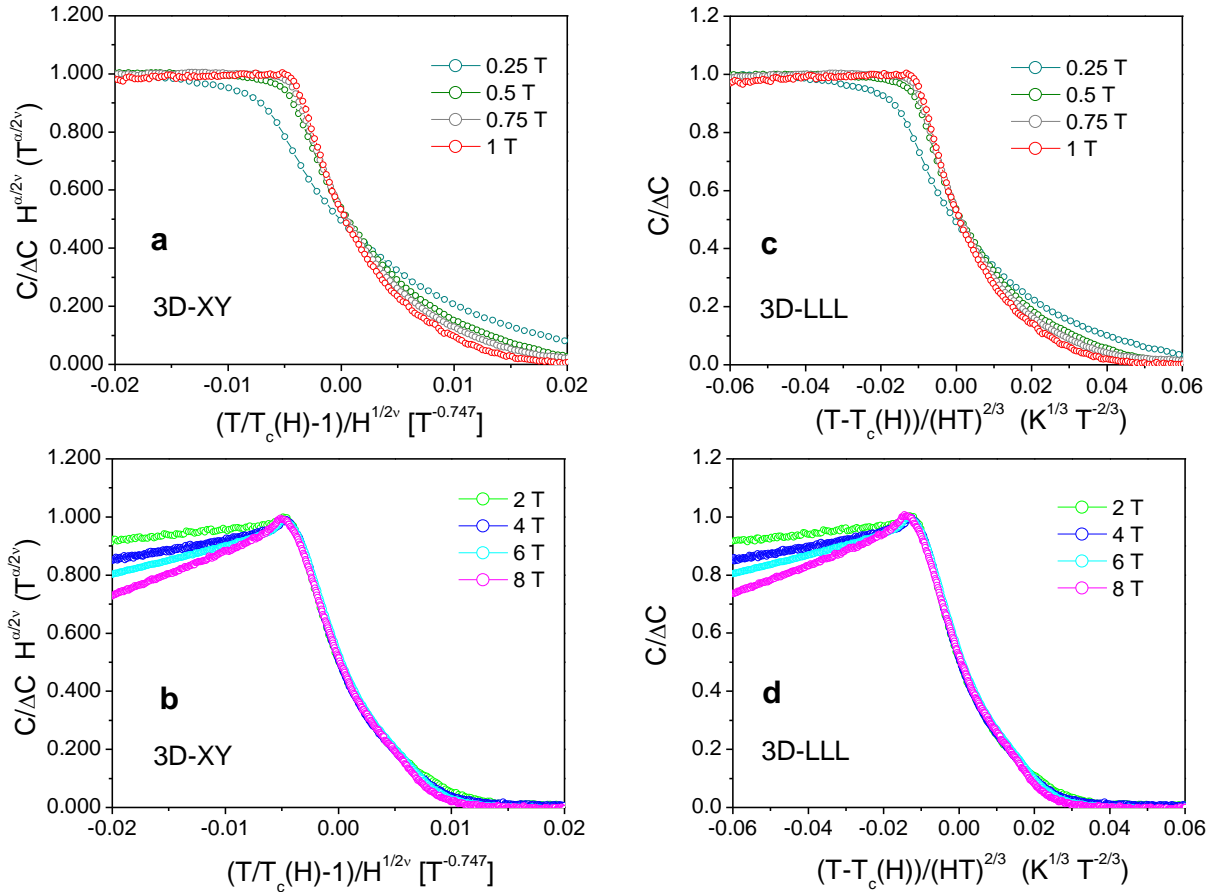 1.200
1.000
0.800
0.600
0.400
0.200
0.000
C/ΔC H^{α/2ν} (T^{α/2ν})
0.25 T
0.5 T
0.75 T
1 T
a
3D-XY
-0.02 -0.01 0.00 0.01 0.02
(T/T_c(H)-1)/H^{1/2ν} [T^{-0.747}]
1.2
1.0
0.8
0.6
0.4
0.2
0.0
C/ΔC
0.25 T
0.5 T
0.75 T
1 T
c
3D-LLL
-0.06 -0.04 -0.02 0.00 0.02 0.04 0.06
(T-T_c(H))/(HT)^{2/3} (K^{1/3} T^{-2/3})
1.200
1.000
0.800
0.600
0.400
0.200
0.000
C/ΔC H^{α/2ν} (T^{α/2ν})
2 T
4 T
6 T
8 T
b
3D-XY
-0.02 -0.01 0.00 0.01 0.02
(T/T_c(H)-1)/H^{1/2ν} [T^{-0.747}]
1.2
1.0
0.8
0.6
0.4
0.2
0.0
C/ΔC
2 T
4 T
6 T
8 T
d
3D-LLL
-0.06 -0.04 -0.02 0.00 0.02 0.04 0.06
(T-T_c(H))/(HT)^{2/3} (K^{1/3} T^{-2/3})